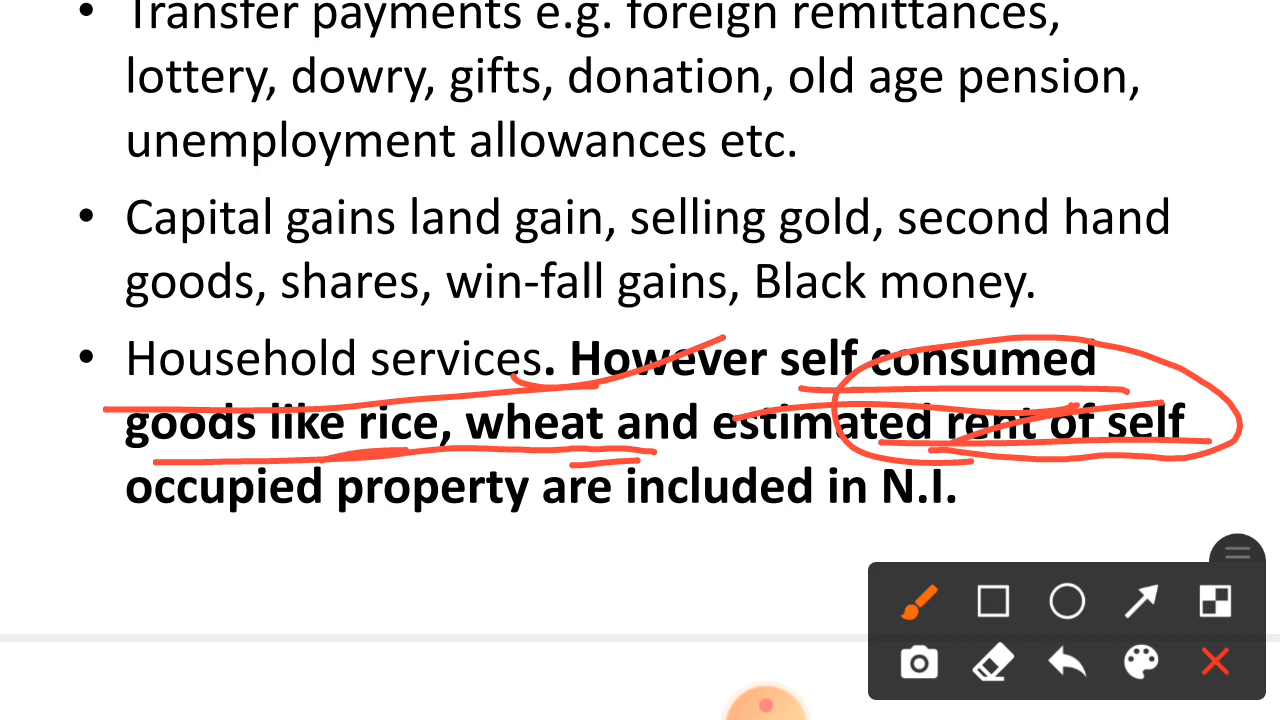 • Transfer payments e.g. foreign remittances,
lottery, dowry, gifts, donation, old age pension,
unemployment allowances etc.
• Capital gains land gain, selling gold, second hand
goods, shares, win-fall gains, Black money.
• Household services. However self consumed
goods like rice, wheat and estimated rent of self
occupied property are included in N.I.